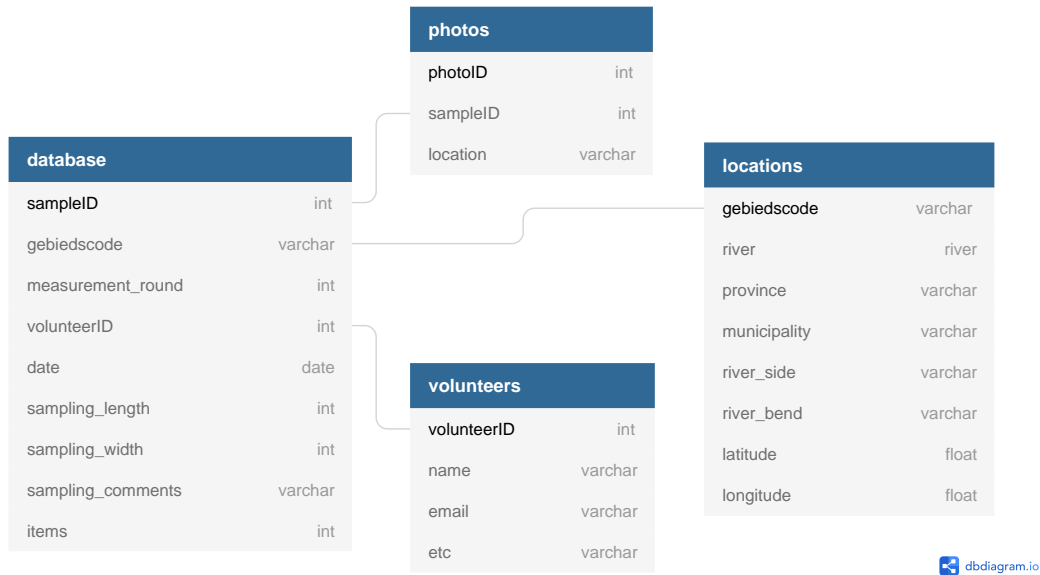 photos
photoID int
sampleID int
location varchar
database
sampleID int
gebiedscode varchar
measurement_round int
volunteerID int
date date
sampling_length int
sampling_width int
sampling_comments varchar
items int
locations
gebiedscode varchar
river river
province varchar
municipality varchar
river_side varchar
river_bend varchar
latitude float
longitude float
volunteers
volunteerID int
name varchar
email varchar
etc varchar
dbdiagram.io